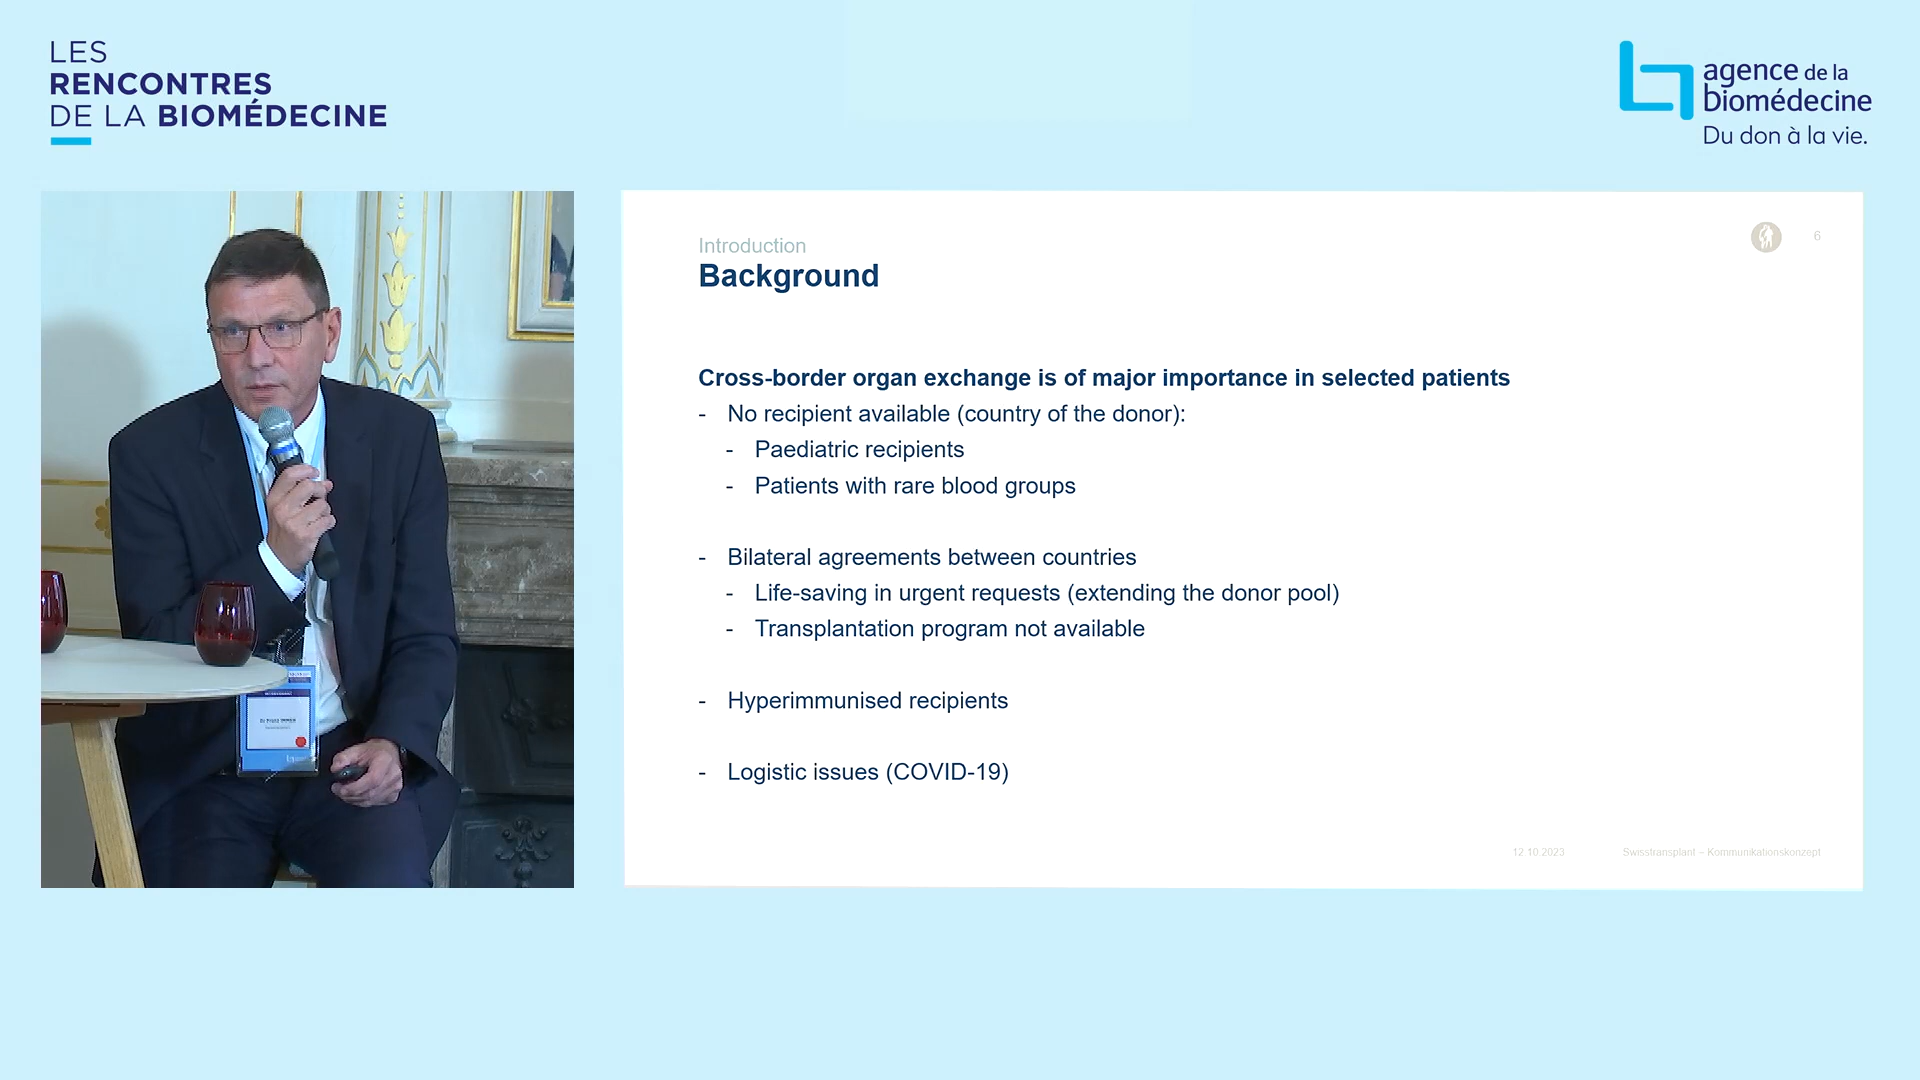 LES
RENCONTRES
DE LA BIOMÉDECINE
agence de la
biomédecine
Du don à la vie.
Introduction
6
Background
Cross-border organ exchange is of major importance in selected patients
- No recipient available (country of the donor):
- Paediatric recipients
- Patients with rare blood groups
- Bilateral agreements between countries
- Life-saving in urgent requests (extending the donor pool)
- Transplantation program not available
- Hyperimmunised recipients
- Logistic issues (COVID-19)
12.10.2023 Swisstransplant – Kommunikationskonzept